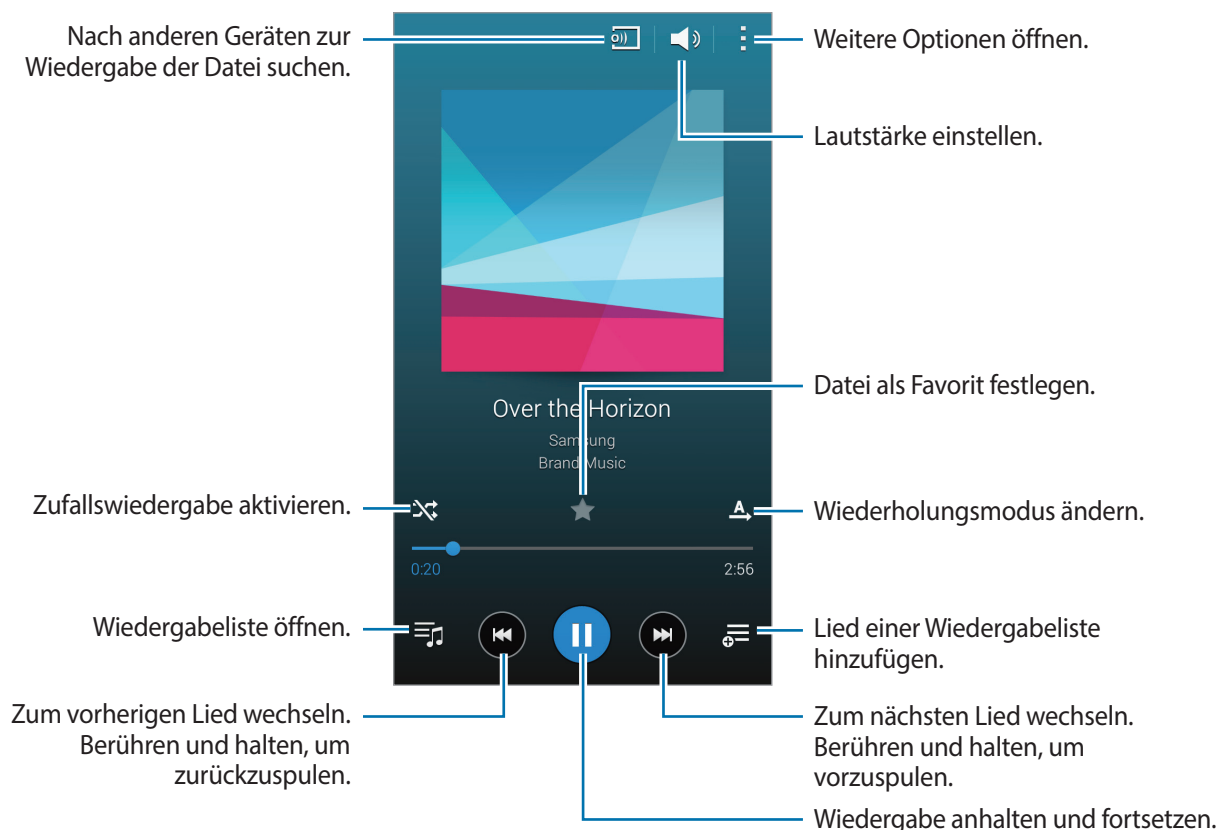 Nach anderen Geräten zur
Wiedergabe der Datei suchen.
Weitere Optionen öffnen.
Lautstärke einstellen.
Datei als Favorit festlegen.
Over the Horizon
Samsung
Brand Music
Zufallswiedergabe aktivieren.
A
Wiederholungsmodus ändern.
0:20
2:56
Wiedergabeliste öffnen.
Lied einer Wiedergabeliste
hinzufügen.
Zum vorherigen Lied wechseln.
Berühren und halten, um
zurückzuspulen.
Zum nächsten Lied wechseln.
Berühren und halten, um
vorzuspulen.
Wiedergabe anhalten und fortsetzen.